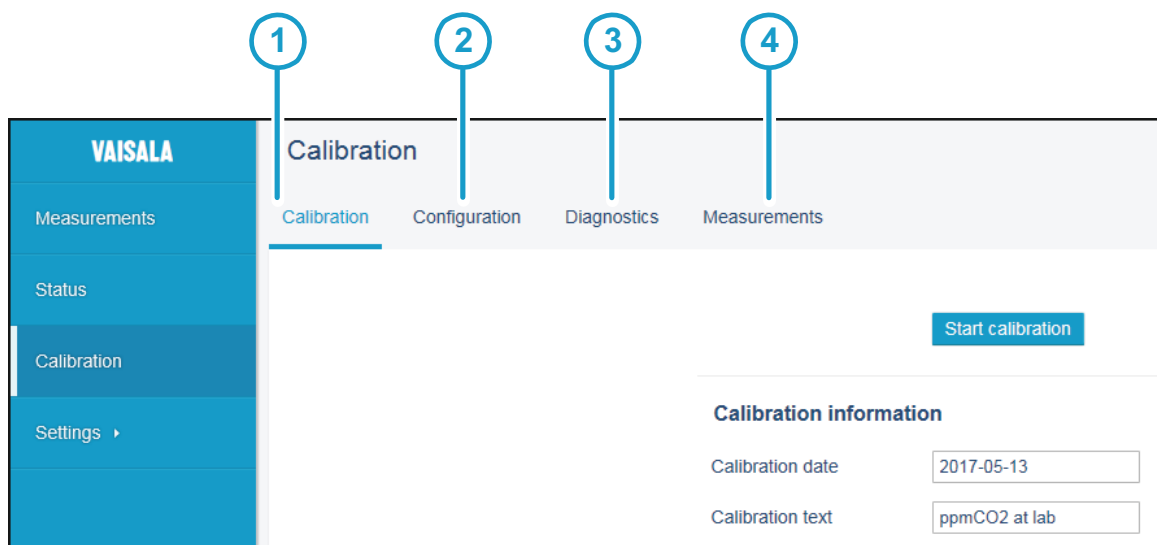 1 2 3 4
VAISALA
Calibration
Measurements
Calibration Configuration Diagnostics Measurements
Status
Start calibration
Calibration
Calibration information
Settings
Calibration date 2017-05-13
Calibration text ppmCO2 at lab